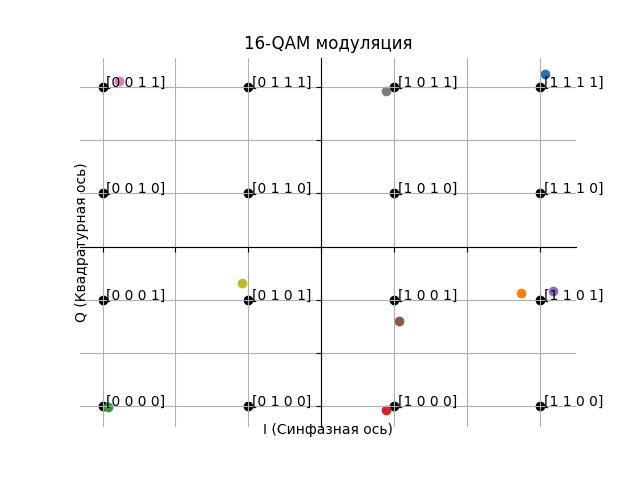 16-QAM модуляция
[0 0 1 1] [0 1 1 1] [1 0 1 1] [1 1 1 1]
[0 0 1 0] [0 1 1 0] [1 0 1 0] [1 1 1 0]
Q (Квадратурная ось)
[0 0 0 1] [0 1 0 1] [1 0 0 1] [1 1 0 1]
[0 0 0 0] [0 1 0 0] [1 0 0 0] [1 1 0 0]
I (Синфазная ось)